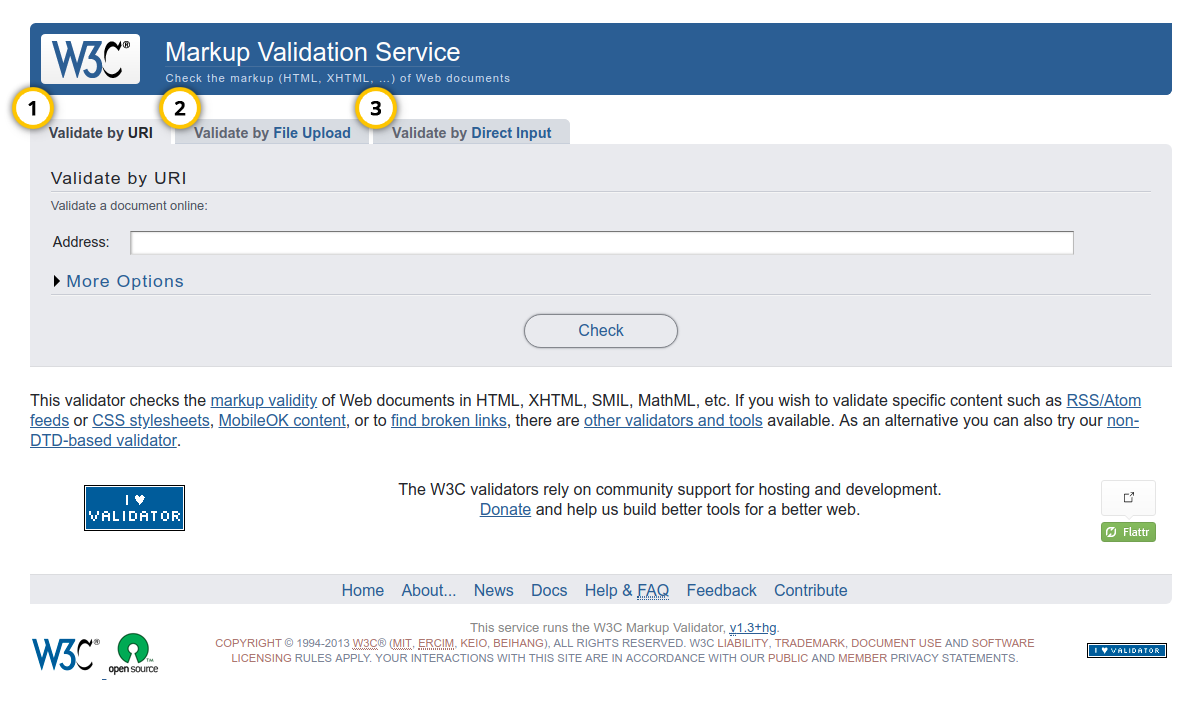 W3C® Markup Validation Service
Check the markup (HTML, XHTML, …) of Web documents
1 2 3
Validate by URI Validate by File Upload Validate by Direct Input
Validate by URI
Validate a document online:
Address:
More Options
Check
This validator checks the markup validity of Web documents in HTML, XHTML, SMIL, MathML, etc. If you wish to validate specific content such as RSS/Atom
feeds or CSS stylesheets, MobileOK content, or to find broken links, there are other validators and tools available. As an alternative you can also try our non-
DTD-based validator.
I ♥
VALIDATOR
The W3C validators rely on community support for hosting and development.
Donate and help us build better tools for a better web.
Flattr
Home About... News Docs Help & FAQ Feedback Contribute
This service runs the W3C Markup Validator, v1.3+hg.
COPYRIGHT © 1994-2013 W3C® (MIT, ERCIM, KEIO, BEIHANG), ALL RIGHTS RESERVED. W3C LIABILITY, TRADEMARK, DOCUMENT USE AND SOFTWARE
LICENSING RULES APPLY. YOUR INTERACTIONS WITH THIS SITE ARE IN ACCORDANCE WITH OUR PUBLIC AND MEMBER PRIVACY STATEMENTS.
W3C®
open source™
I ♥ VALIDATOR